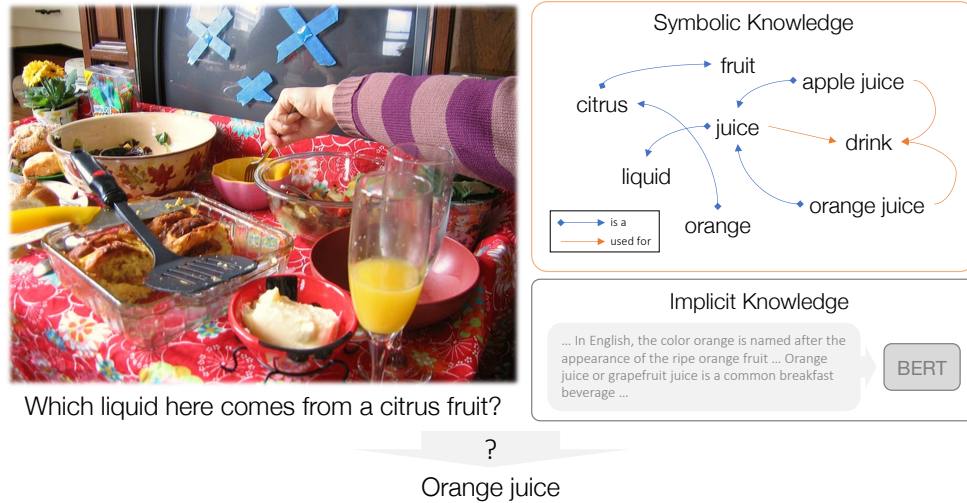 Symbolic Knowledge
fruit
apple juice
citrus
juice
drink
liquid
orange juice
orange
is a
used for
Implicit Knowledge
… In English, the color orange is named after the
appearance of the ripe orange fruit … Orange
juice or grapefruit juice is a common breakfast
beverage …
BERT
Which liquid here comes from a citrus fruit?
?
Orange juice